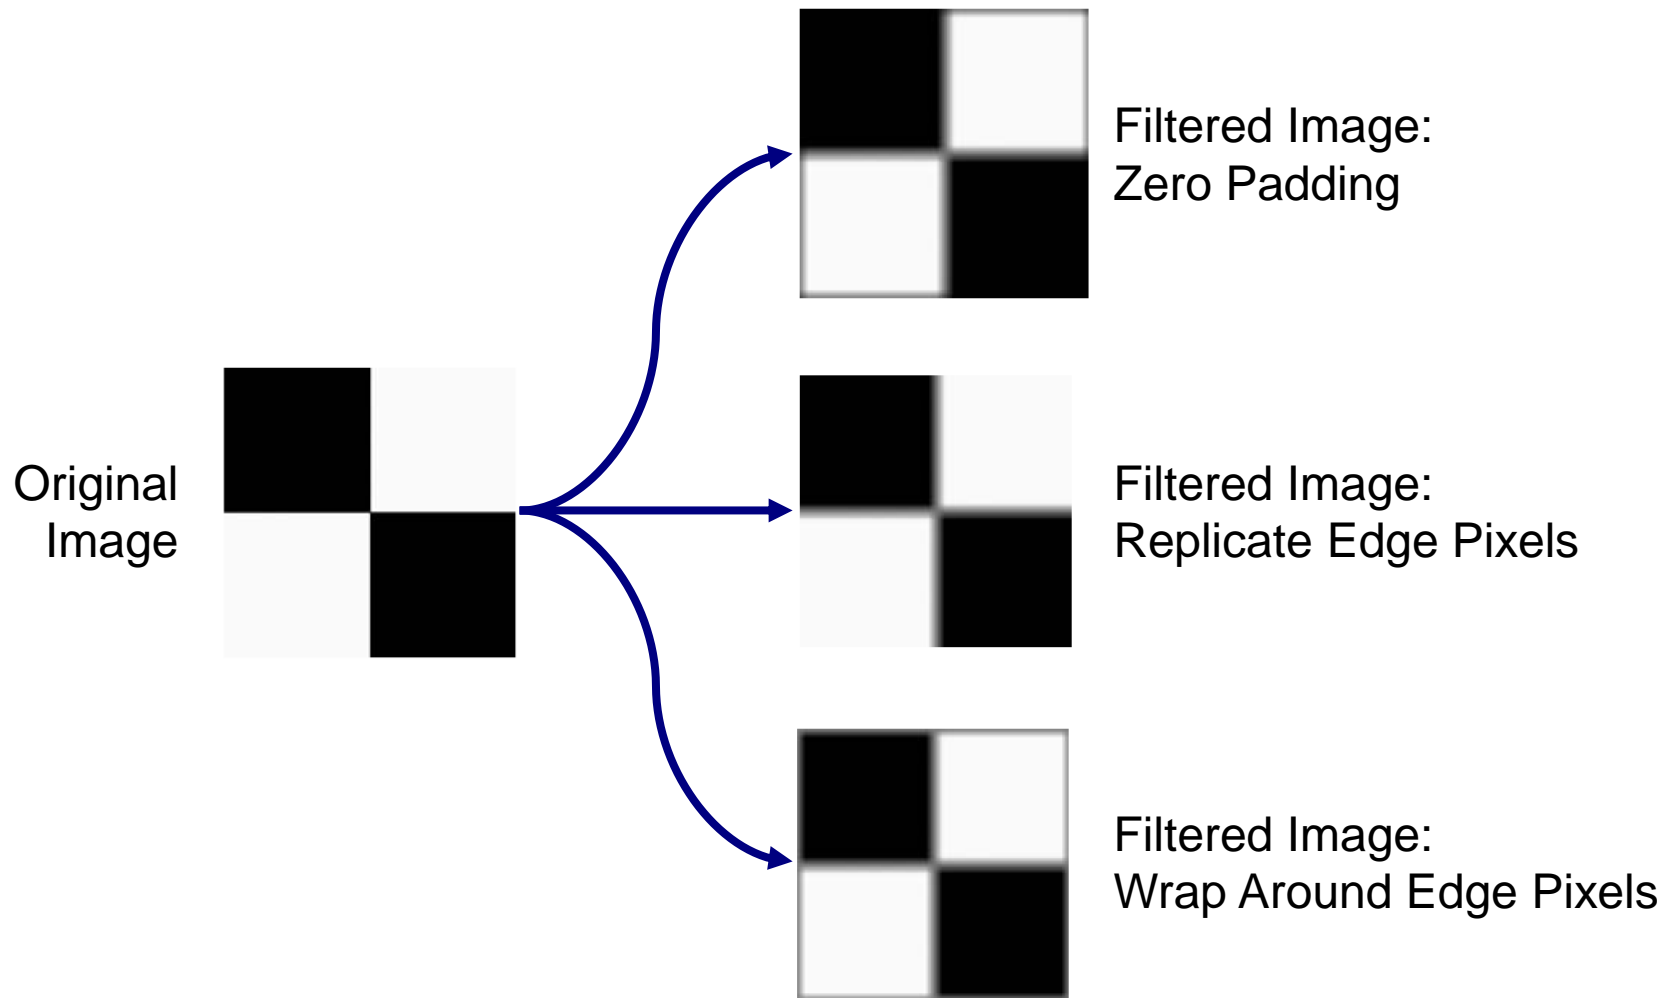 Filtered Image:
Zero Padding
Original
Image
Filtered Image:
Replicate Edge Pixels
Filtered Image:
Wrap Around Edge Pixels